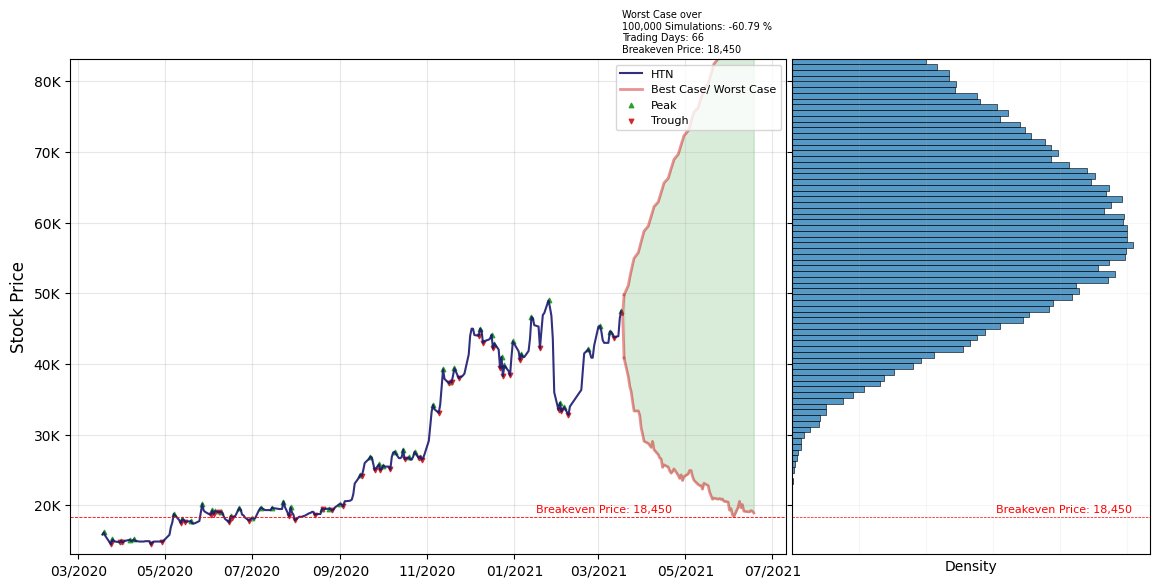 Worst Case over
100,000 Simulations: -60.79 %
Trading Days: 66
Breakeven Price: 18,450
HTN
Best Case/ Worst Case
Peak
Trough
Stock Price
80K
70K
60K
50K
40K
30K
20K
Breakeven Price: 18,450
Breakeven Price: 18,450
03/2020
05/2020
07/2020
09/2020
11/2020
01/2021
03/2021
05/2021
07/2021
Density